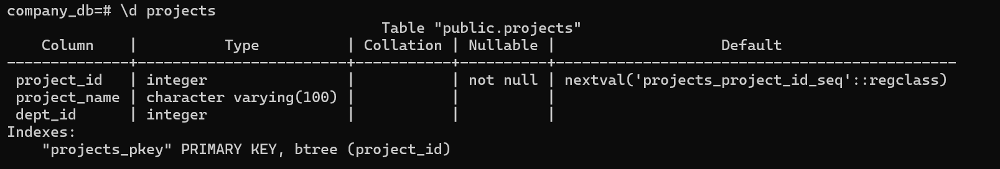 company_db=# \d projects
                                           Table "public.projects"
    Column    |          Type          | Collation | Nullable |                   Default
--------------+------------------------+-----------+----------+----------------------------------------------
 project_id   | integer                |           | not null | nextval('projects_project_id_seq'::regclass)
 project_name | character varying(100) |           |          |
 dept_id      | integer                |           |          |
Indexes:
    "projects_pkey" PRIMARY KEY, btree (project_id)